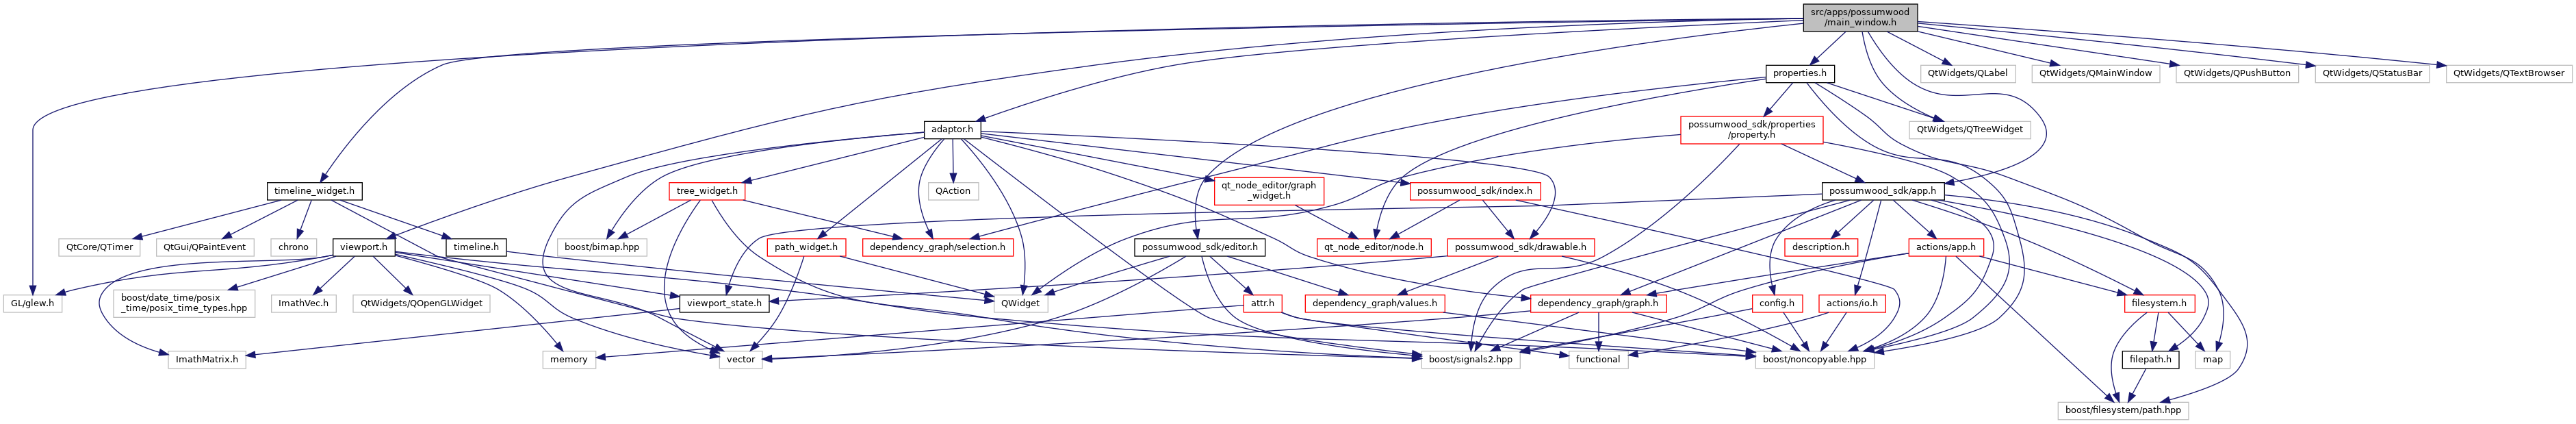 src/apps/possumwood
/main_window.h
properties.h
QtWidgets/QLabel
QtWidgets/QMainWindow
QtWidgets/QPushButton
QtWidgets/QStatusBar
QtWidgets/QTextBrowser
adaptor.h
possumwood_sdk/properties
/property.h
QtWidgets/QTreeWidget
timeline_widget.h
tree_widget.h
QAction
qt_node_editor/graph
_widget.h
possumwood_sdk/index.h
possumwood_sdk/app.h
QtCore/QTimer
QtGui/QPaintEvent
chrono
viewport.h
timeline.h
boost/bimap.hpp
path_widget.h
dependency_graph/selection.h
possumwood_sdk/editor.h
qt_node_editor/node.h
possumwood_sdk/drawable.h
description.h
actions/app.h
GL/glew.h
boost/date_time/posix
_time/posix_time_types.hpp
ImathVec.h
QtWidgets/QOpenGLWidget
viewport_state.h
QWidget
attr.h
dependency_graph/values.h
dependency_graph/graph.h
config.h
actions/io.h
filesystem.h
ImathMatrix.h
memory
vector
boost/signals2.hpp
functional
boost/noncopyable.hpp
filepath.h
map
boost/filesystem/path.hpp